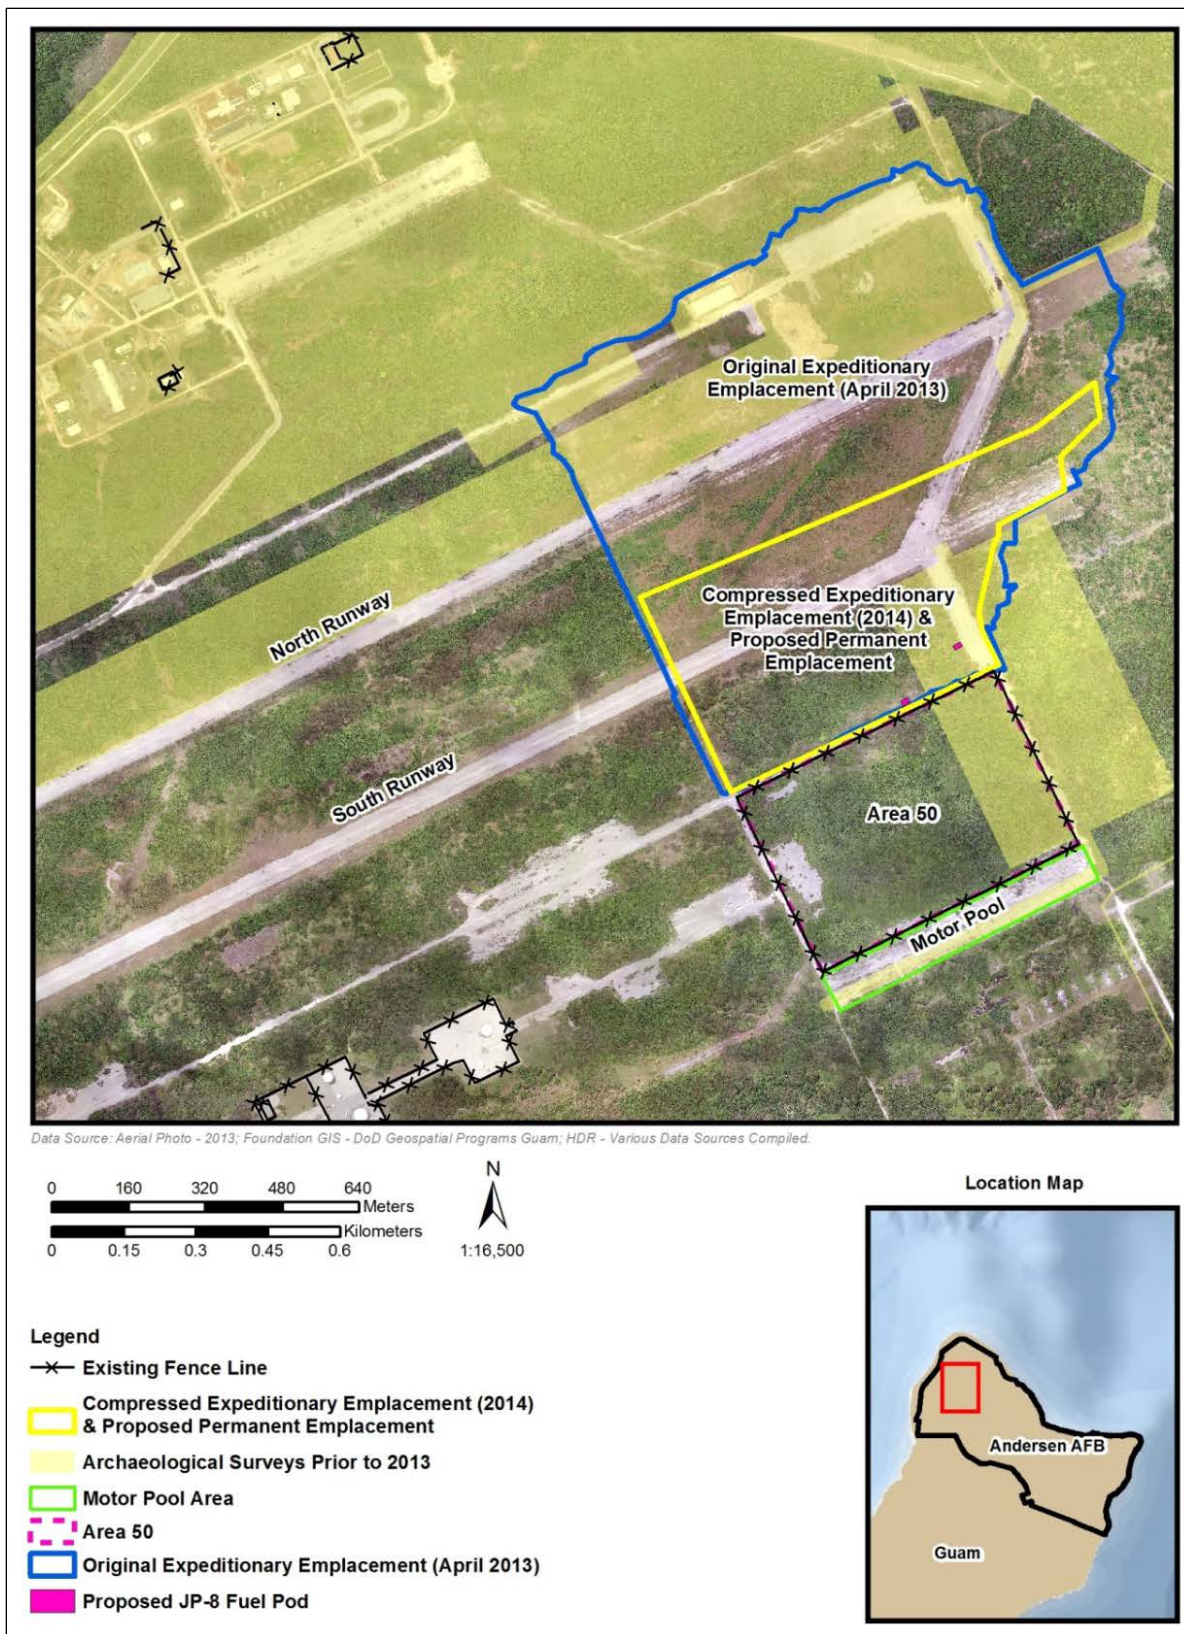 Original Expeditionary
Emplacement (April 2013)
Compressed Expeditionary
Emplacement (2014) &
Proposed Permanent
Emplacement
North Runway
South Runway
Area 50
Motor Pool
Data Source: Aerial Photo - 2013; Foundation GIS - DoD Geospatial Programs Guam; HDR - Various Data Sources Compiled.
0 160 320 480 640
Meters
Kilometers
0 0.15 0.3 0.45 0.6
N
1:16,500
Location Map
Andersen AFB
Guam
Legend
Existing Fence Line
Compressed Expeditionary Emplacement (2014)
& Proposed Permanent Emplacement
Archaeological Surveys Prior to 2013
Motor Pool Area
Area 50
Original Expeditionary Emplacement (April 2013)
Proposed JP-8 Fuel Pod